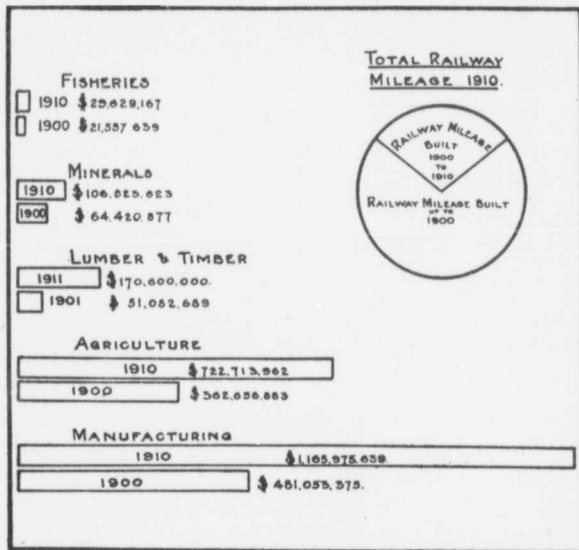 TOTAL RAILWAY
MILEAGE 1910.
RAILWAY MILEAGE
BUILT
1900
TO
1910
RAILWAY MILEAGE BUILT
UP TO
1900
FISHERIES
1910 $29,629,167
1900 $21,557 639
MINERALS
1910 $106,823,623
1900 $ 64,420,877
LUMBER & TIMBER
1911 $170,600,000.
1901 $ 51,082,689
AGRICULTURE
1910 $722,713,962
1900 $362,656,883
MANUFACTURING
1910 $1,165,975,639.
1900 $481,053,375.